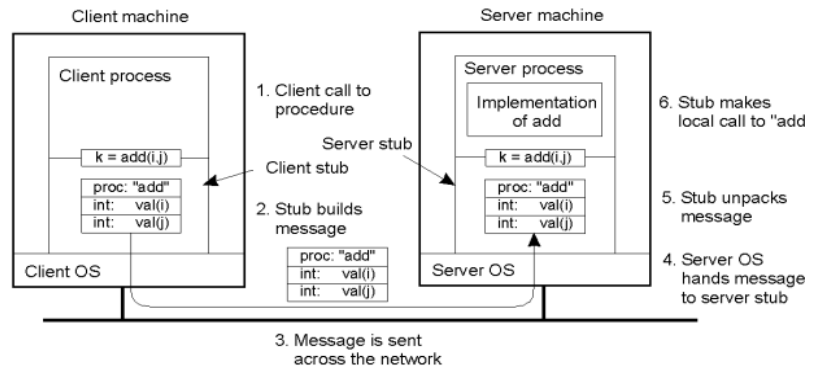 Client machine
Server machine
Client process
1. Client call to
procedure
Server process
Implementation
of add
6. Stub makes
local call to "add
Server stub
k = add(i,j)
k = add(i,j)
Client stub
proc: "add"
int: val(i)
int: val(j)
proc: "add"
int: val(i)
int: val(j)
2. Stub builds
message
5. Stub unpacks
message
proc: "add"
int: val(i)
int: val(j)
Client OS
Server OS
4. Server OS
hands message
to server stub
3. Message is sent
across the network